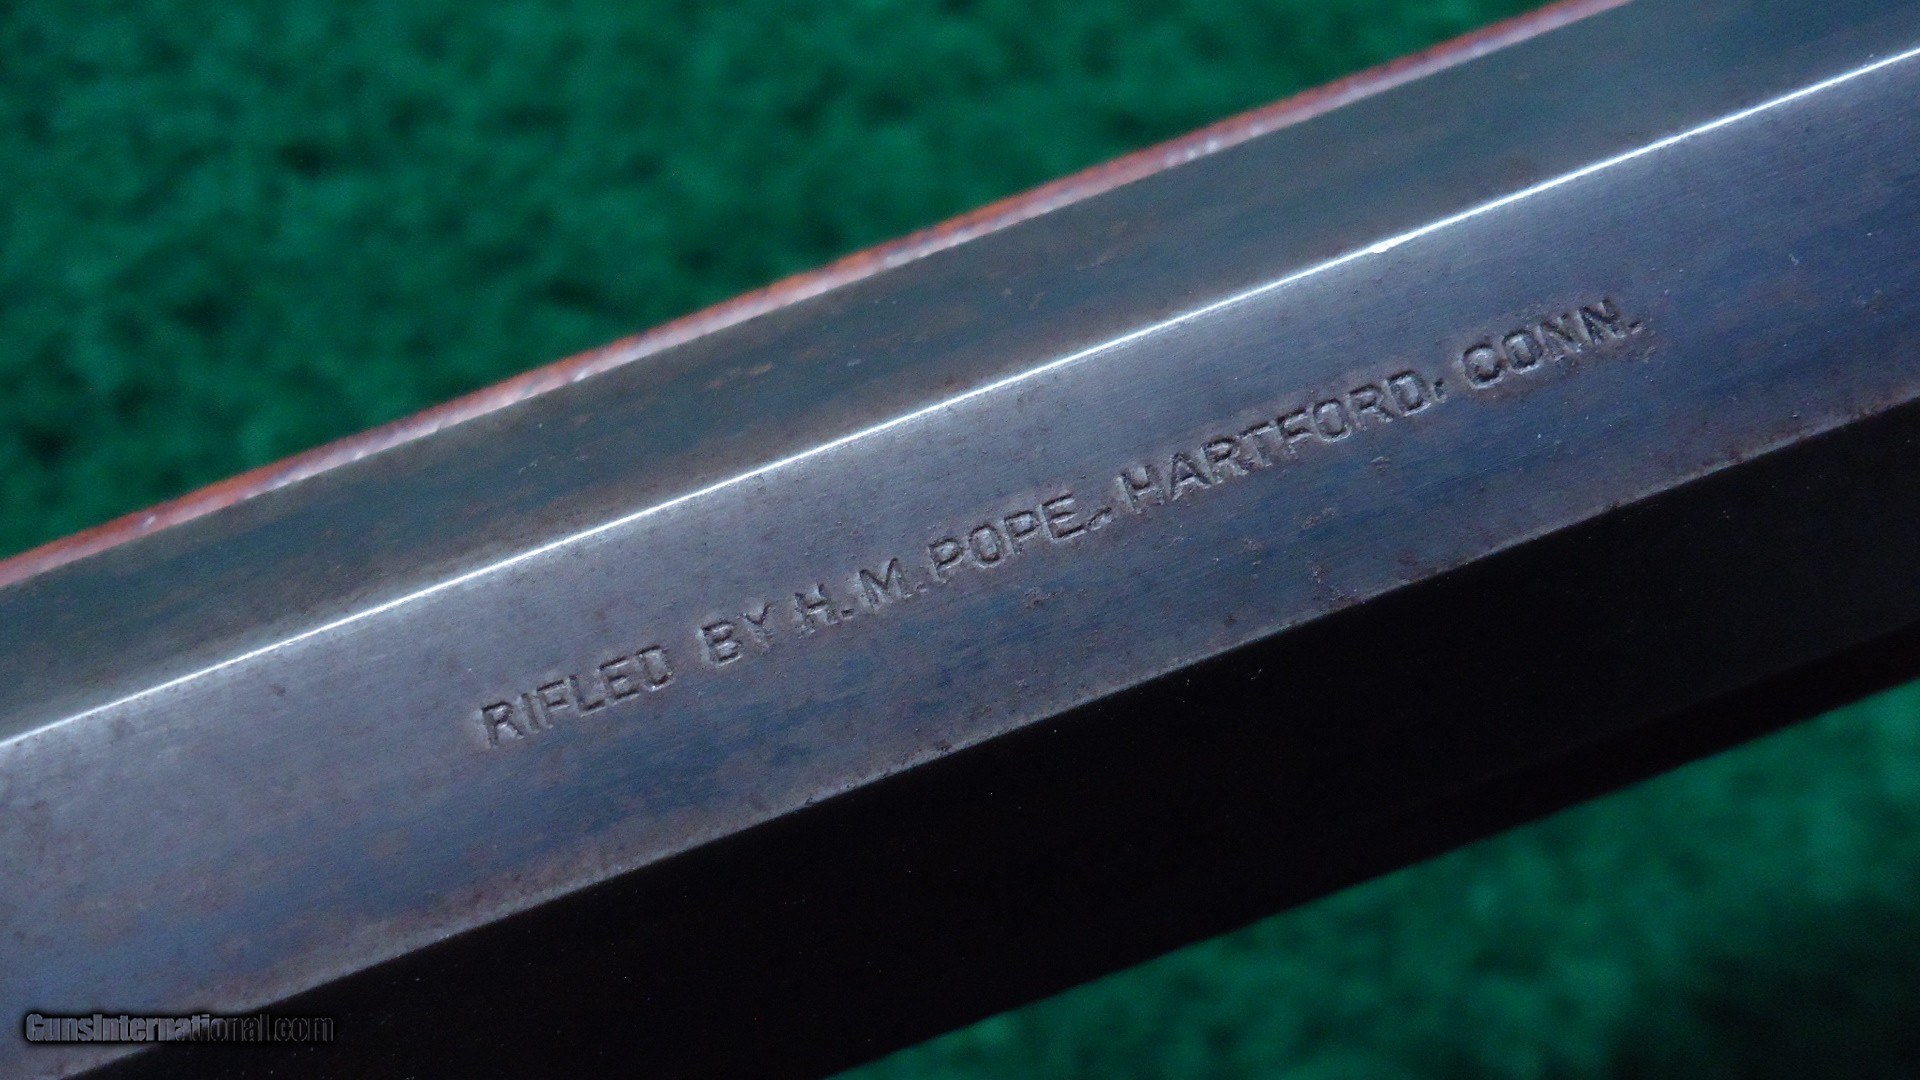 RIFLED BY H. M. POPE. HARTFORD. CONN.
GunsInternational.com